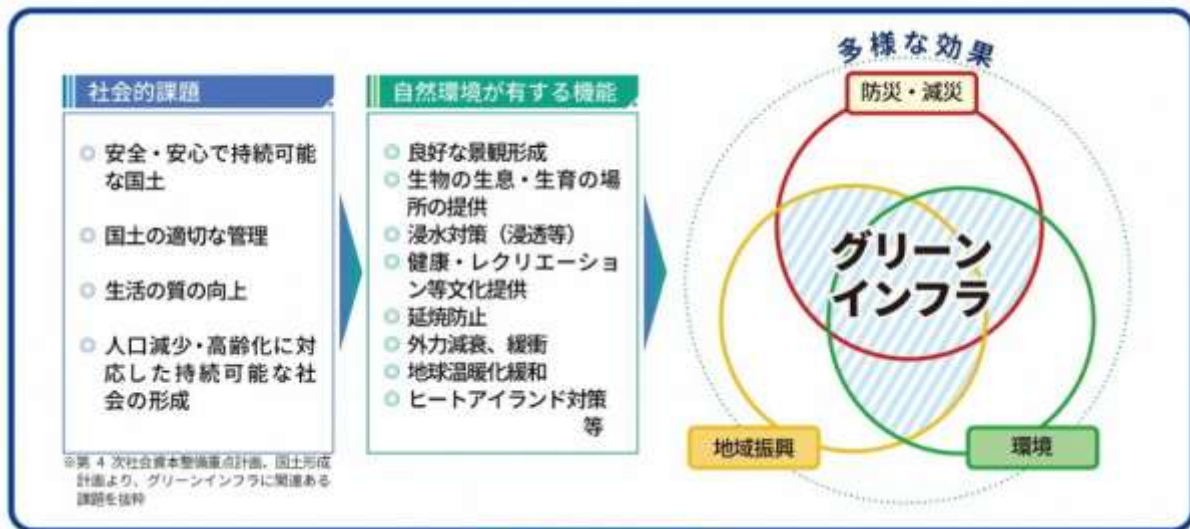 社会的課題
安全・安心で持続可能
な国土
国土の適切な管理
生活の質の向上
人口減少・高齢化に対
応した持続可能な社
会の形成
※第 4 次社会資本整備重点計画、国土形成
計画より、グリーンインフラに関連ある
課題を抜粋
自然環境が有する機能
良好な景観形成
生物の生息・生育の場
所の提供
浸水対策（浸透等）
健康・レクリエーショ
ン等文化提供
延焼防止
外力減衰、緩衝
地球温暖化緩和
ヒートアイランド対策
等
多様な効果
防災・減災
グリーン
インフラ
地域振興
環境